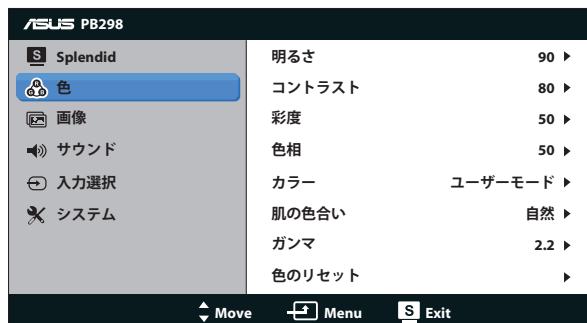 ASUS PB298
S Splendid
色
画像
サウンド
入力選択
システム
明るさ 90
コントラスト 80
彩度 50
色相 50
カラー ユーザーモード
肌の色合い 自然
ガンマ 2.2
色のリセット
Move Menu S Exit